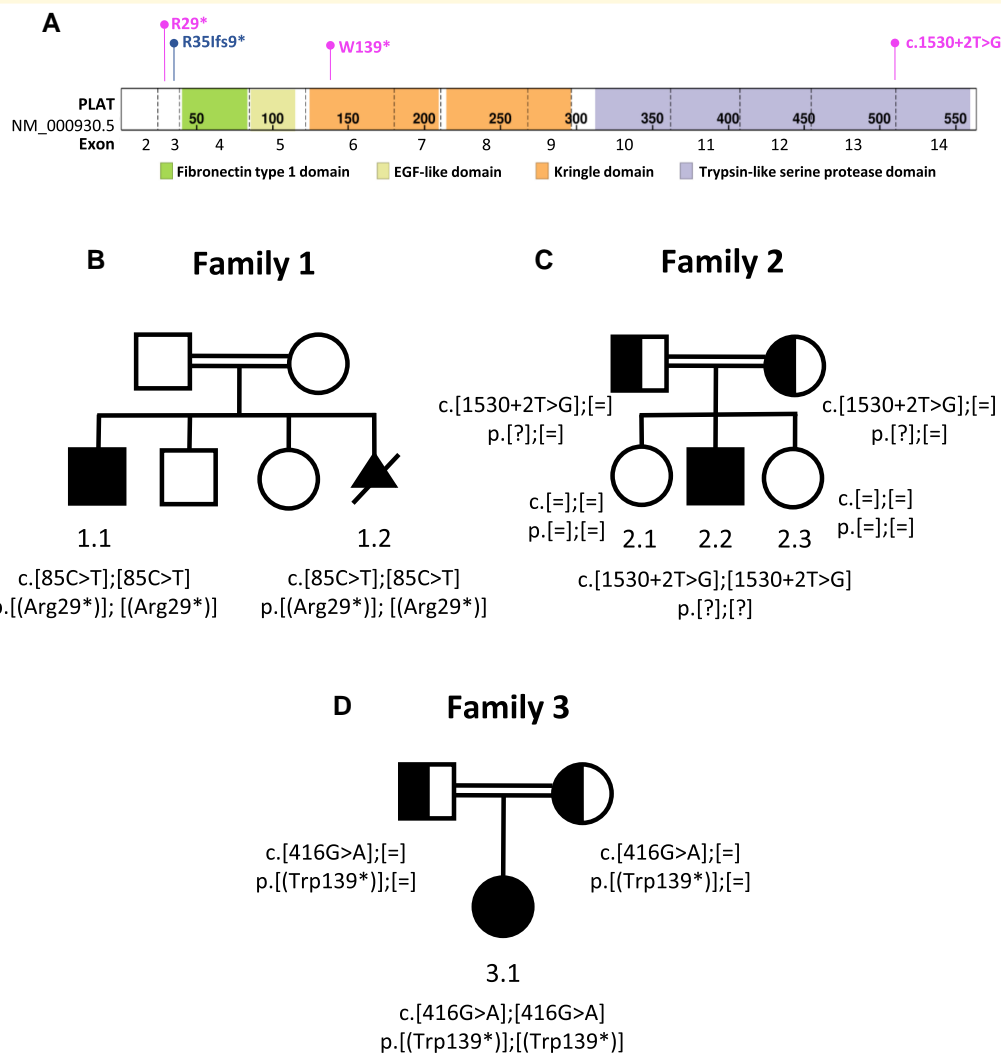 A
R29*
R35Ifs9*
W139*
c.1530+2T>G
PLAT
NM_000930.5
50 100 150 200 250 300 350 400 450 500 550
Exon 2 3 4 5 6 7 8 9 10 11 12 13 14
Fibronectin type 1 domain EGF-like domain Kringle domain Trypsin-like serine protease domain
B Family 1
1.1
c.[85C>T];[85C>T]
p.[(Arg29*)]; [(Arg29*)]
1.2
c.[85C>T];[85C>T]
p.[(Arg29*)]; [(Arg29*)]
C Family 2
c.[1530+2T>G];[=]
p.[?];[=]
c.[1530+2T>G];[=]
p.[?];[=]
c.[=];[=]
p.[=];[=]
c.[=];[=]
p.[=];[=]
2.1 2.2 2.3
c.[1530+2T>G];[1530+2T>G]
p.[?];[?]
D Family 3
c.[416G>A];[=]
p.[(Trp139*)];[=]
c.[416G>A];[=]
p.[(Trp139*)];[=]
3.1
c.[416G>A];[416G>A]
p.[(Trp139*)];[(Trp139*)]